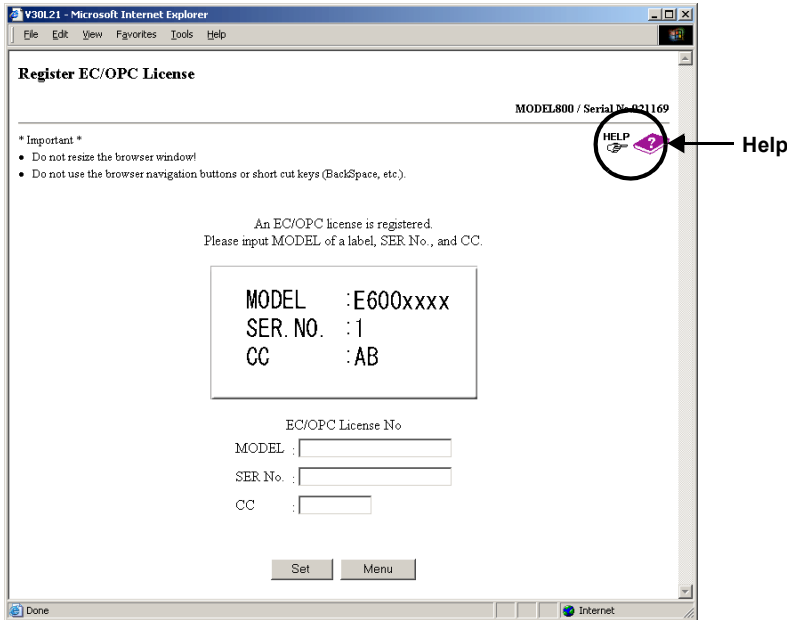 V30L21 - Microsoft Internet Explorer
File Edit View Favorites Tools Help
Register EC/OPC License
MODEL800 / Serial No.921169
* Important *
HELP
Help
• Do not resize the browser window!
• Do not use the browser navigation buttons or short cut keys (BackSpace, etc.).
An EC/OPC license is registered.
Please input MODEL of a label, SER No., and CC.
MODEL :E600xxxx
SER.NO. :1
CC :AB
EC/OPC License No
MODEL :
SER No. :
CC :
Set Menu
Done Internet